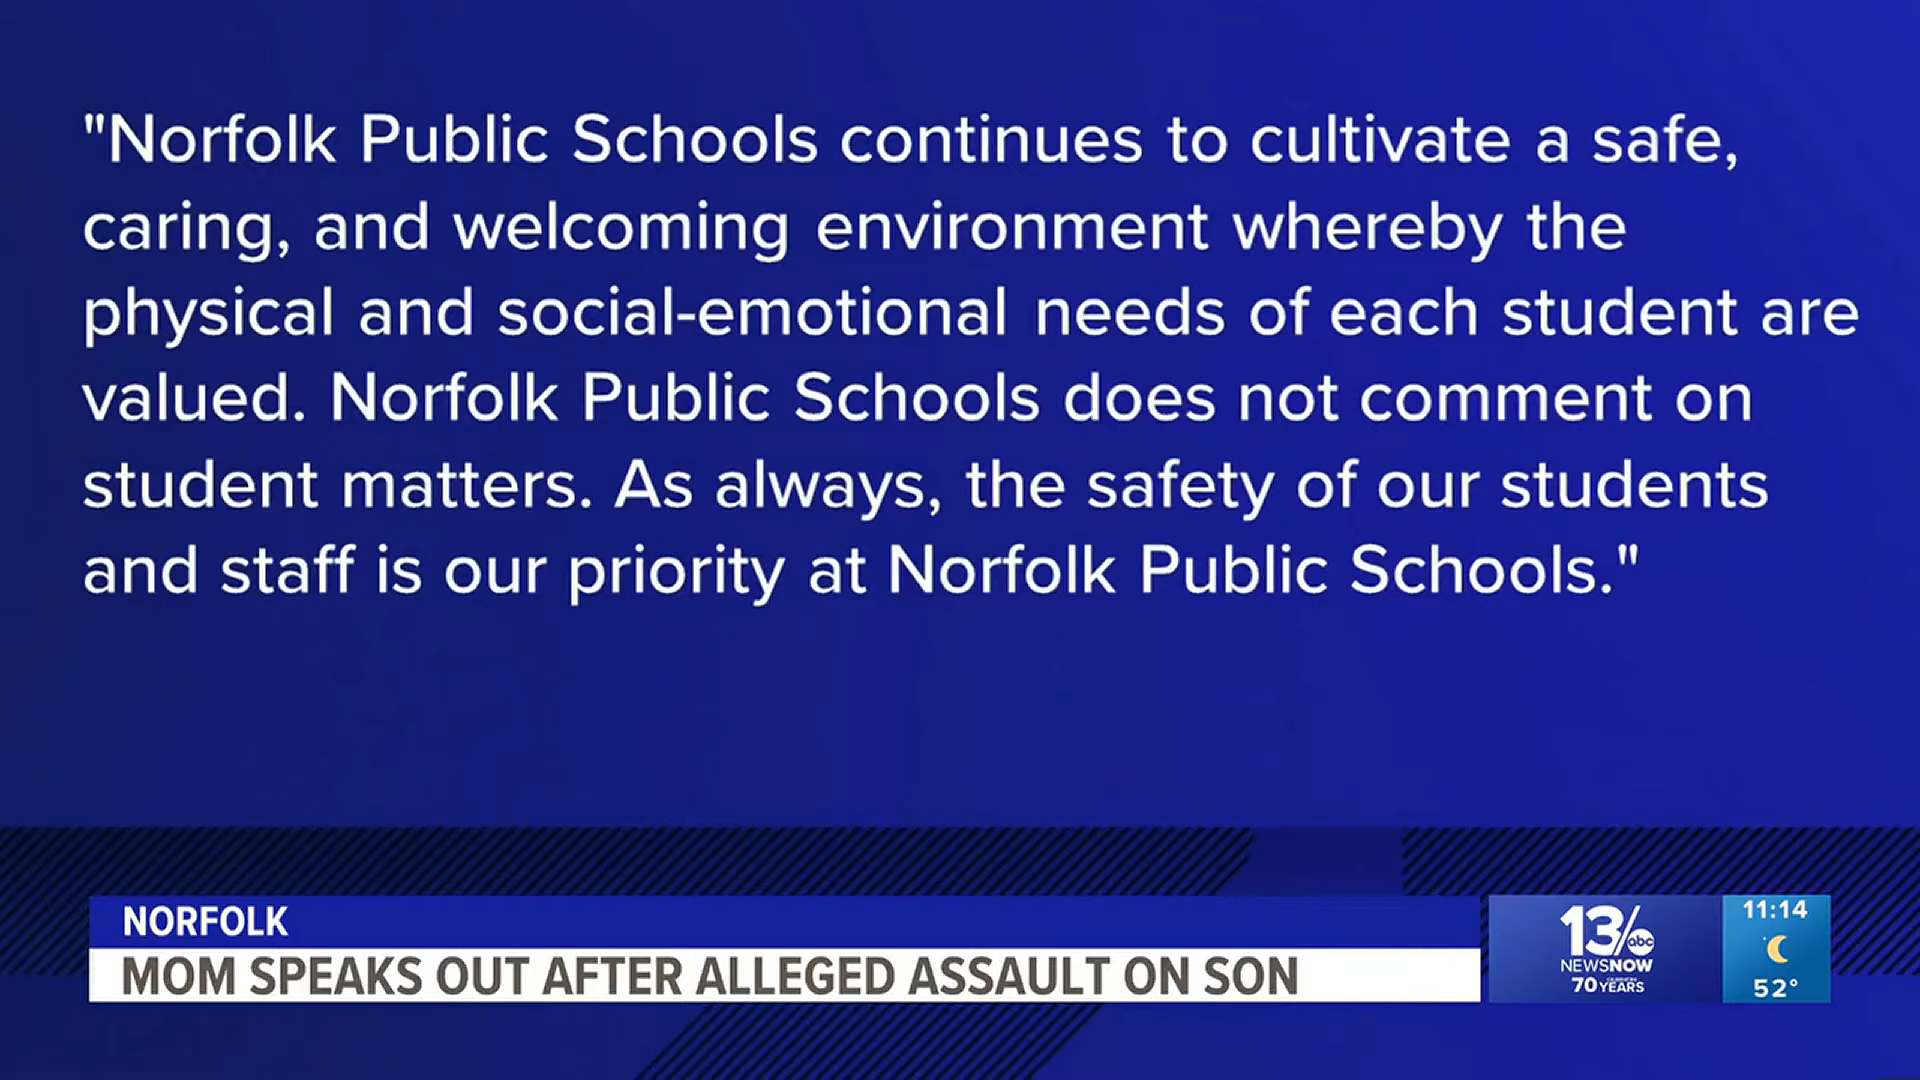 "Norfolk Public Schools continues to cultivate a safe,
caring, and welcoming environment whereby the
physical and social-emotional needs of each student are
valued. Norfolk Public Schools does not comment on
student matters. As always, the safety of our students
and staff is our priority at Norfolk Public Schools."
NORFOLK
MOM SPEAKS OUT AFTER ALLEGED ASSAULT ON SON
13/abc
NEWSNOW
70 YEARS
11:14
52°